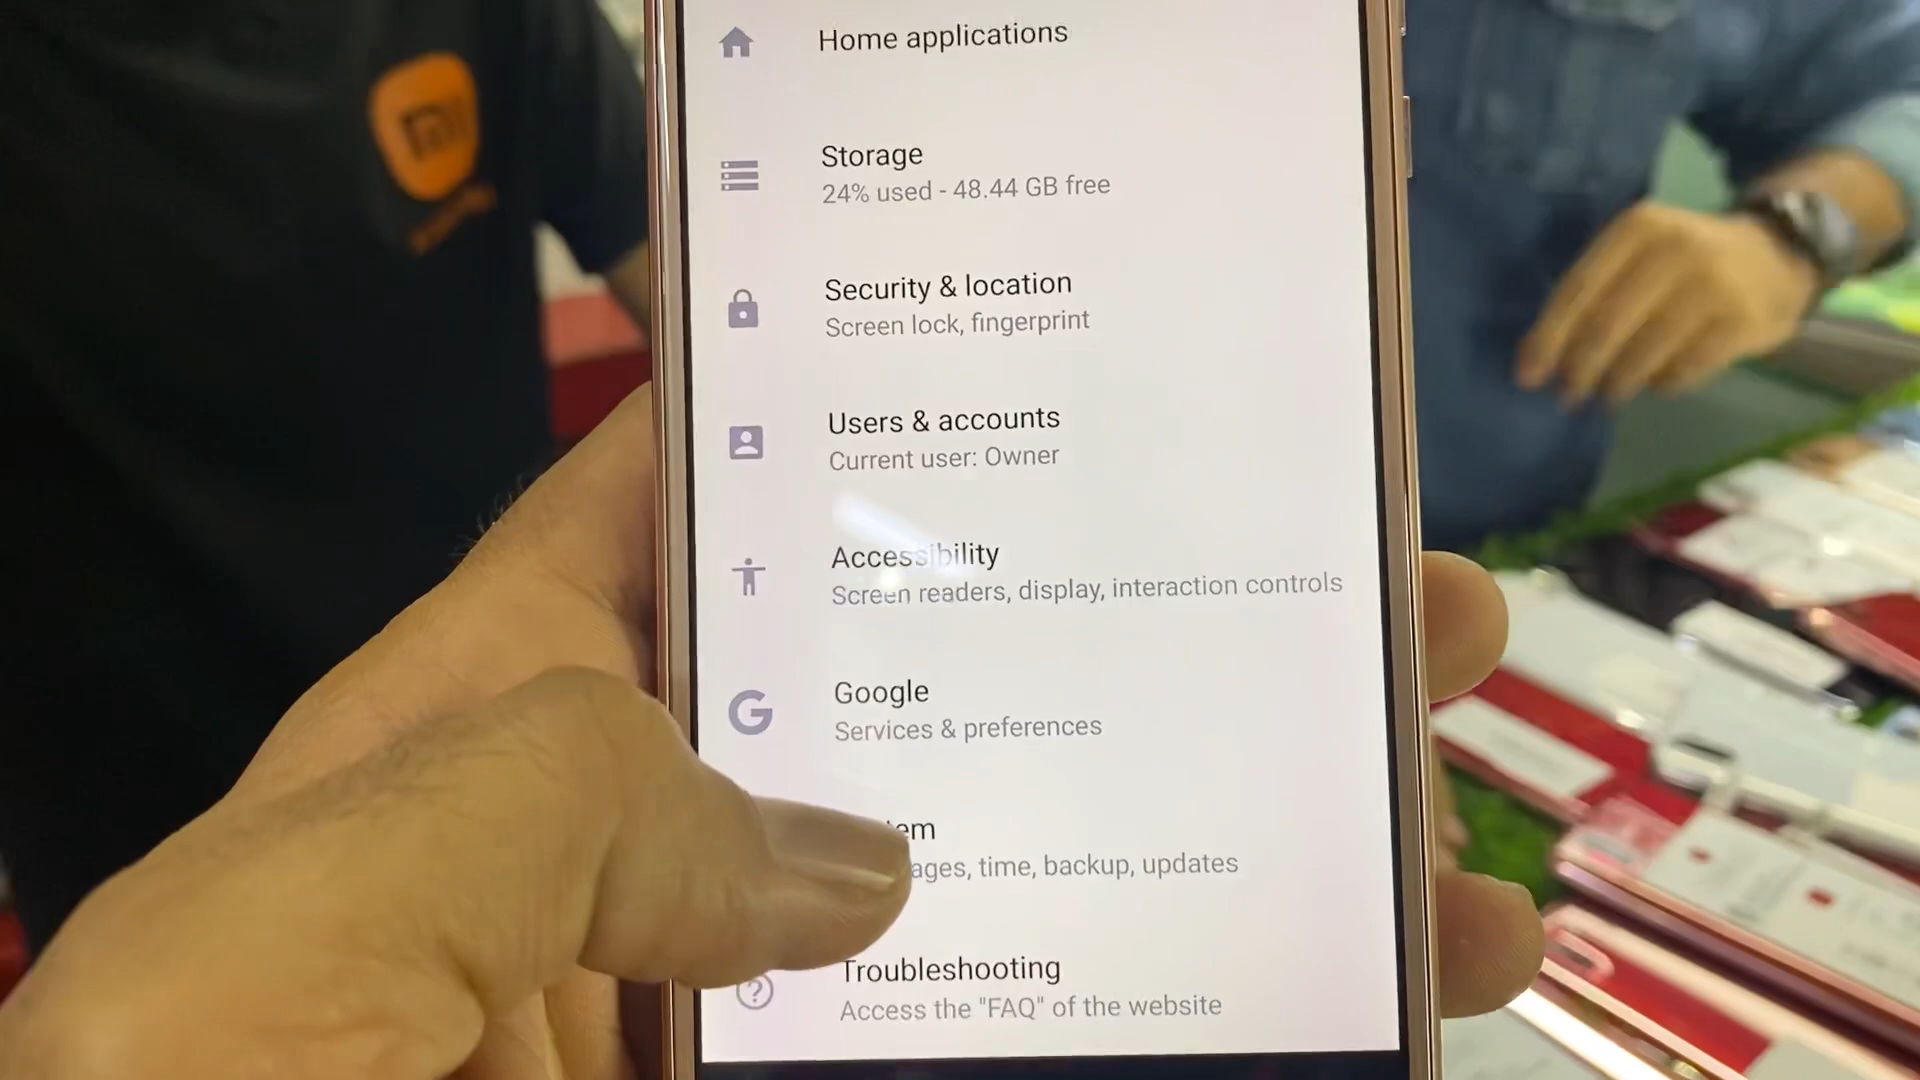 Home applications
Storage
24% used - 48.44 GB free
Security & location
Screen lock, fingerprint
Users & accounts
Current user: Owner
Accessibility
Screen readers, display, interaction controls
Google
Services & preferences
em
ages, time, backup, updates
Troubleshooting
Access the "FAQ" of the website